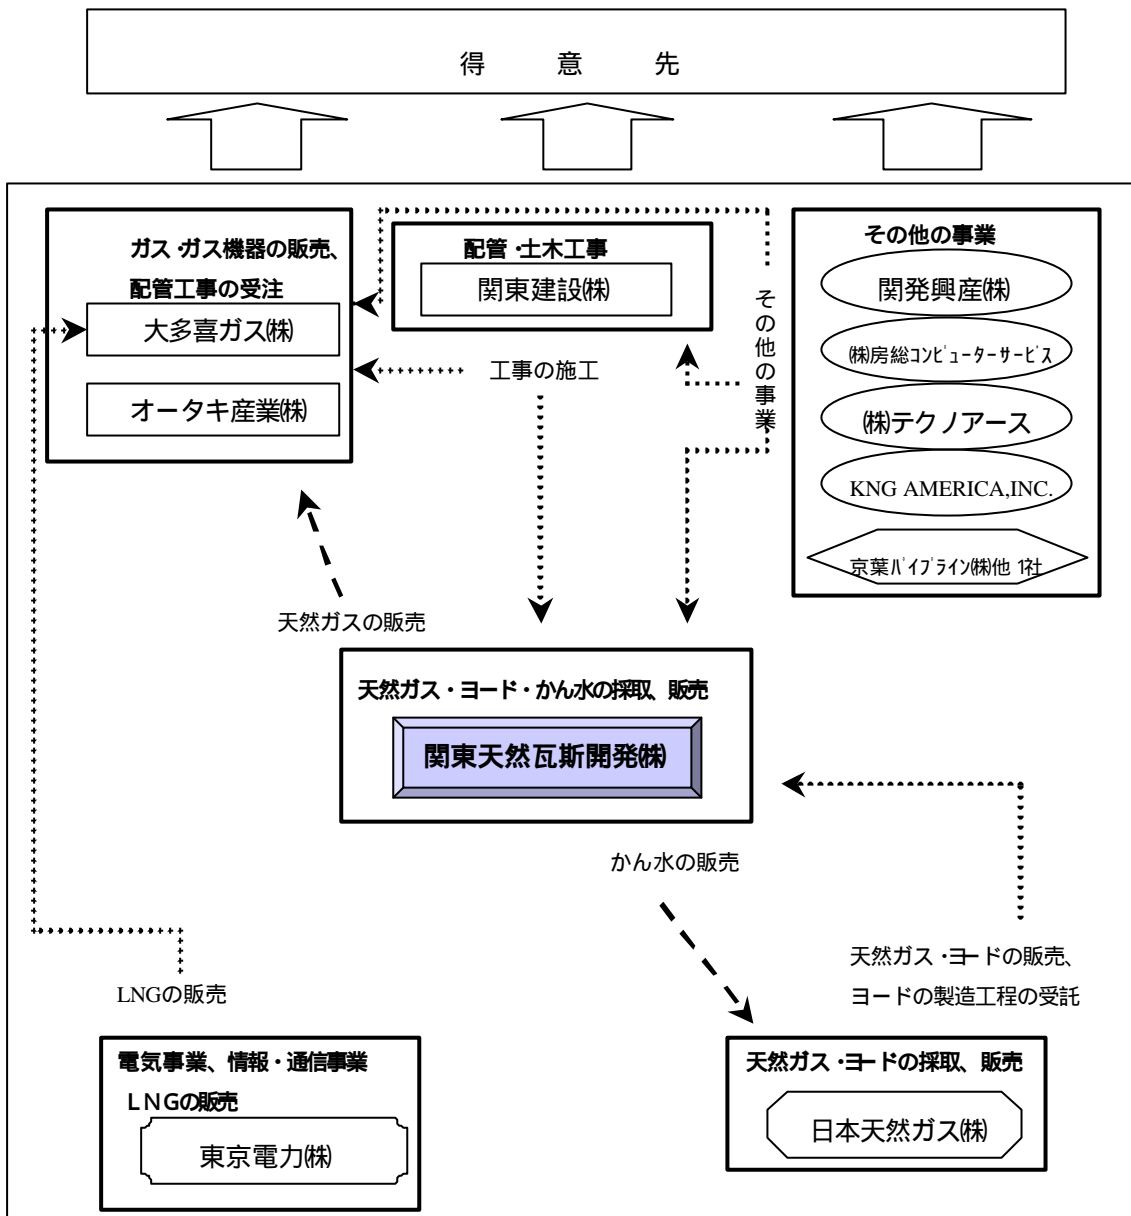 得 意 先
ガス・ガス機器の販売、
配管工事の受注
大多喜ガス㈱
オータキ産業㈱
配管・土木工事
関東建設㈱
工事の施工
その他の事業
その他の事業
関発興産㈱
㈱房総ｺﾝﾋﾟｭｰﾀｰｻｰﾋﾞｽ
㈱テクノアース
KNG AMERICA,INC.
京葉ﾊﾟｲﾌﾟﾗｲﾝ㈱他 1社
天然ガスの販売
天然ガス・ヨード・かん水の採取、販売
関東天然瓦斯開発㈱
かん水の販売
天然ガス・ヨードの販売、
ヨードの製造工程の受託
LNGの販売
電気事業、情報・通信事業
ＬＮＧの販売
東京電力㈱
天然ガス・ヨードの採取、販売
日本天然ガス㈱